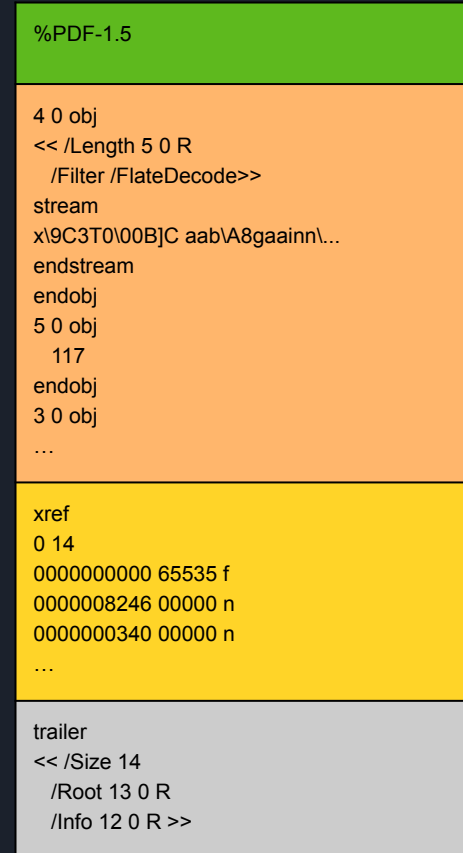 %PDF-1.5
4 0 obj
<< /Length 5 0 R
/Filter /FlateDecode>>
stream
x\9C3T0\00B]C aab\A8gaainn\...
endstream
endobj
5 0 obj
117
endobj
3 0 obj
…
xref
0 14
0000000000 65535 f
0000008246 00000 n
0000000340 00000 n
…
trailer
<< /Size 14
/Root 13 0 R
/Info 12 0 R >>